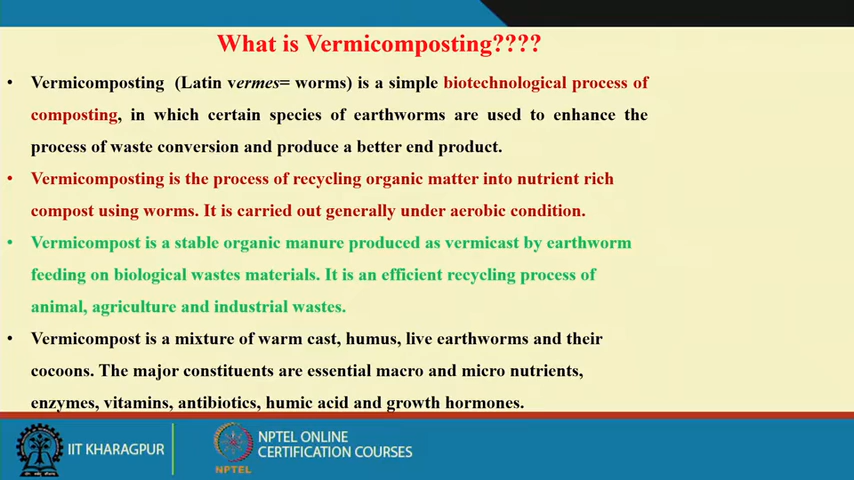 What is Vermicomposting????
• Vermicomposting (Latin vermes= worms) is a simple biotechnological process of
composting, in which certain species of earthworms are used to enhance the
process of waste conversion and produce a better end product.
• Vermicomposting is the process of recycling organic matter into nutrient rich
compost using worms. It is carried out generally under aerobic condition.
• Vermicompost is a stable organic manure produced as vermicast by earthworm
feeding on biological wastes materials. It is an efficient recycling process of
animal, agriculture and industrial wastes.
• Vermicompost is a mixture of warm cast, humus, live earthworms and their
cocoons. The major constituents are essential macro and micro nutrients,
enzymes, vitamins, antibiotics, humic acid and growth hormones.
IIT KHARAGPUR
NPTEL
NPTEL ONLINE
CERTIFICATION COURSES